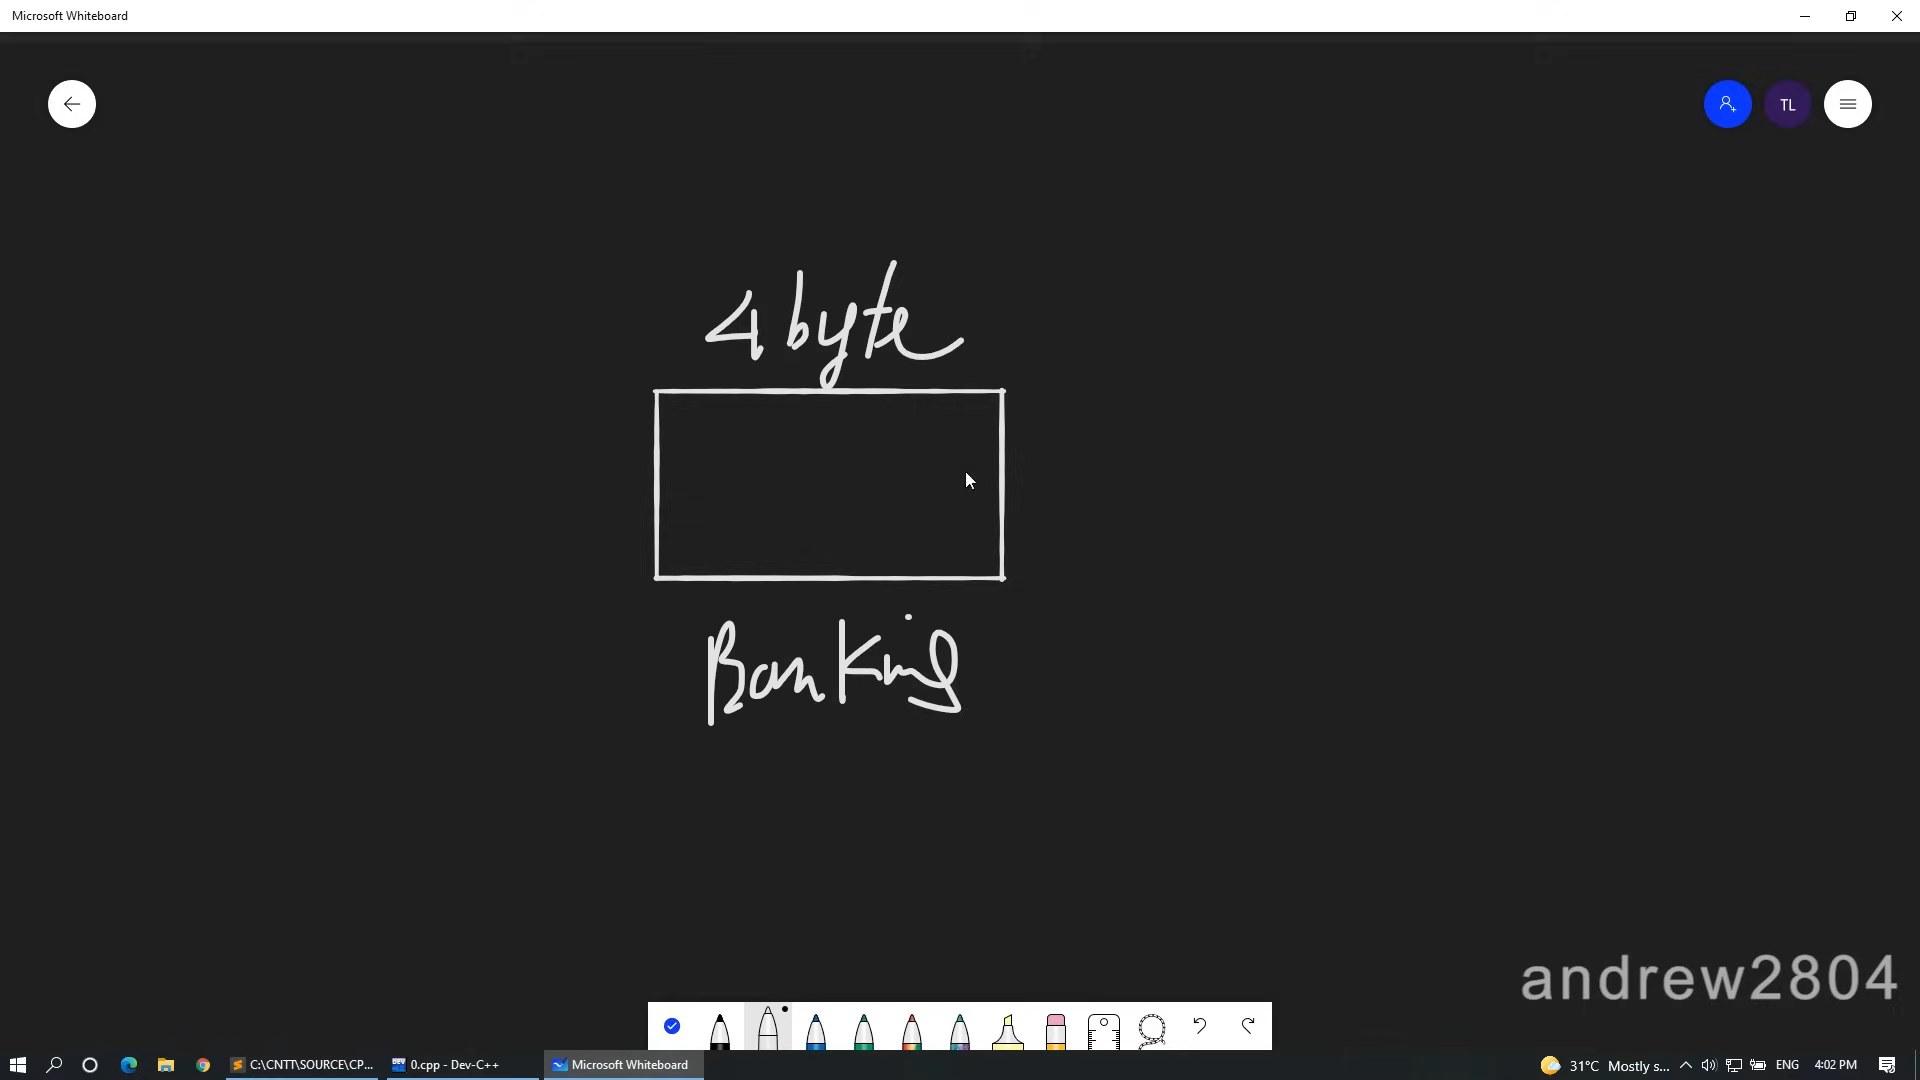 Microsoft Whiteboard
TL
4 byte
BanKing
andrew2804
C:\CNTT\SOURCE\CP...
0.cpp - Dev-C++
Microsoft Whiteboard
31°C Mostly s...
ENG
4:02 PM